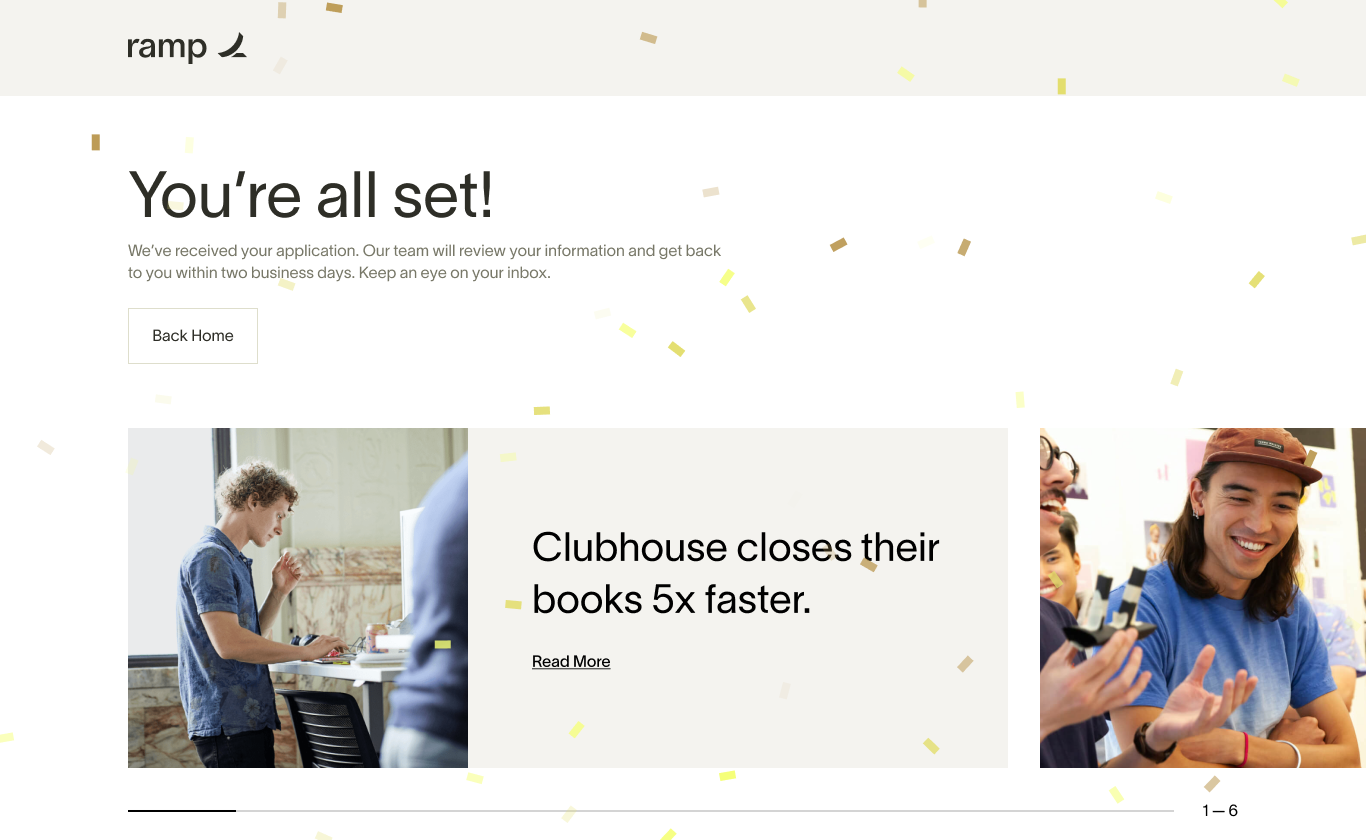 ramp
You’re all set!
We’ve received your application. Our team will review your information and get back
to you within two business days. Keep an eye on your inbox.
Back Home
Clubhouse closes their
books 5x faster.
Read More
1 — 6